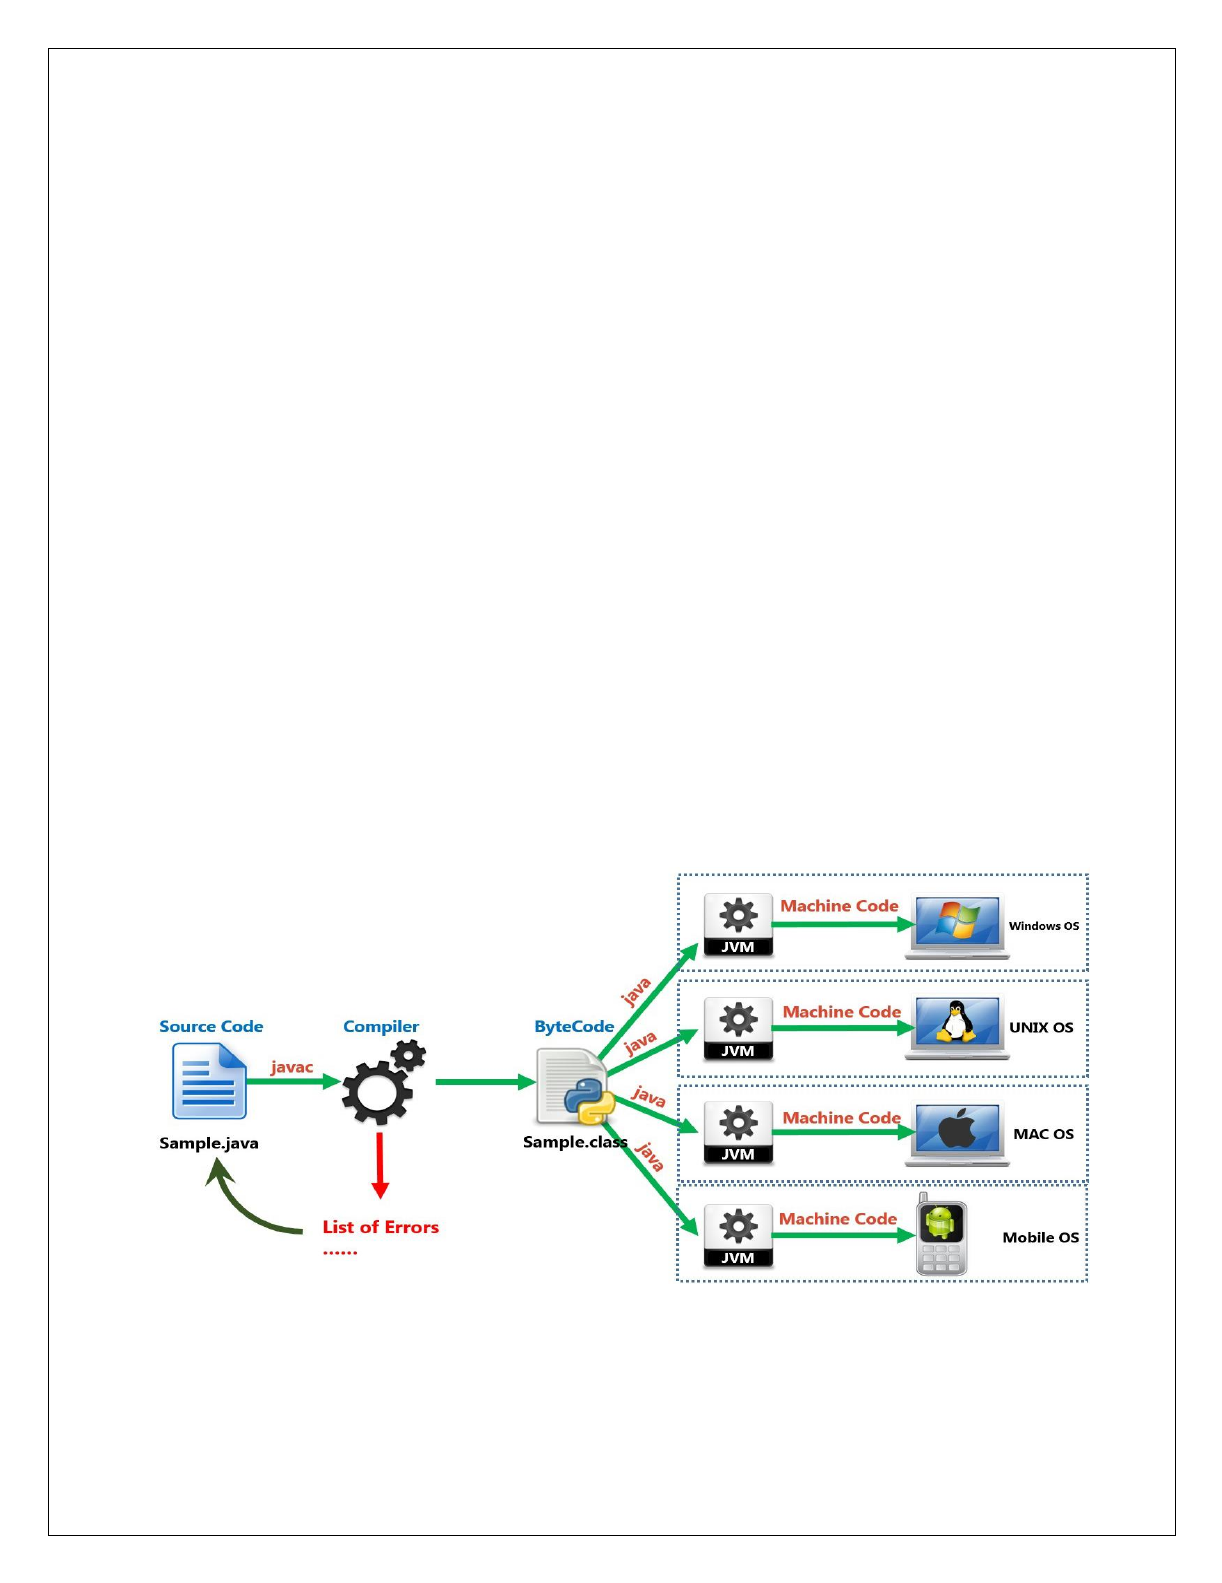 Source Code
javac
Sample.java
Compiler
List of Errors
......
ByteCode
Sample.class
java
java
java
java
JVM
Machine Code
Windows OS
JVM
Machine Code
UNIX OS
JVM
Machine Code
MAC OS
JVM
Machine Code
Mobile OS